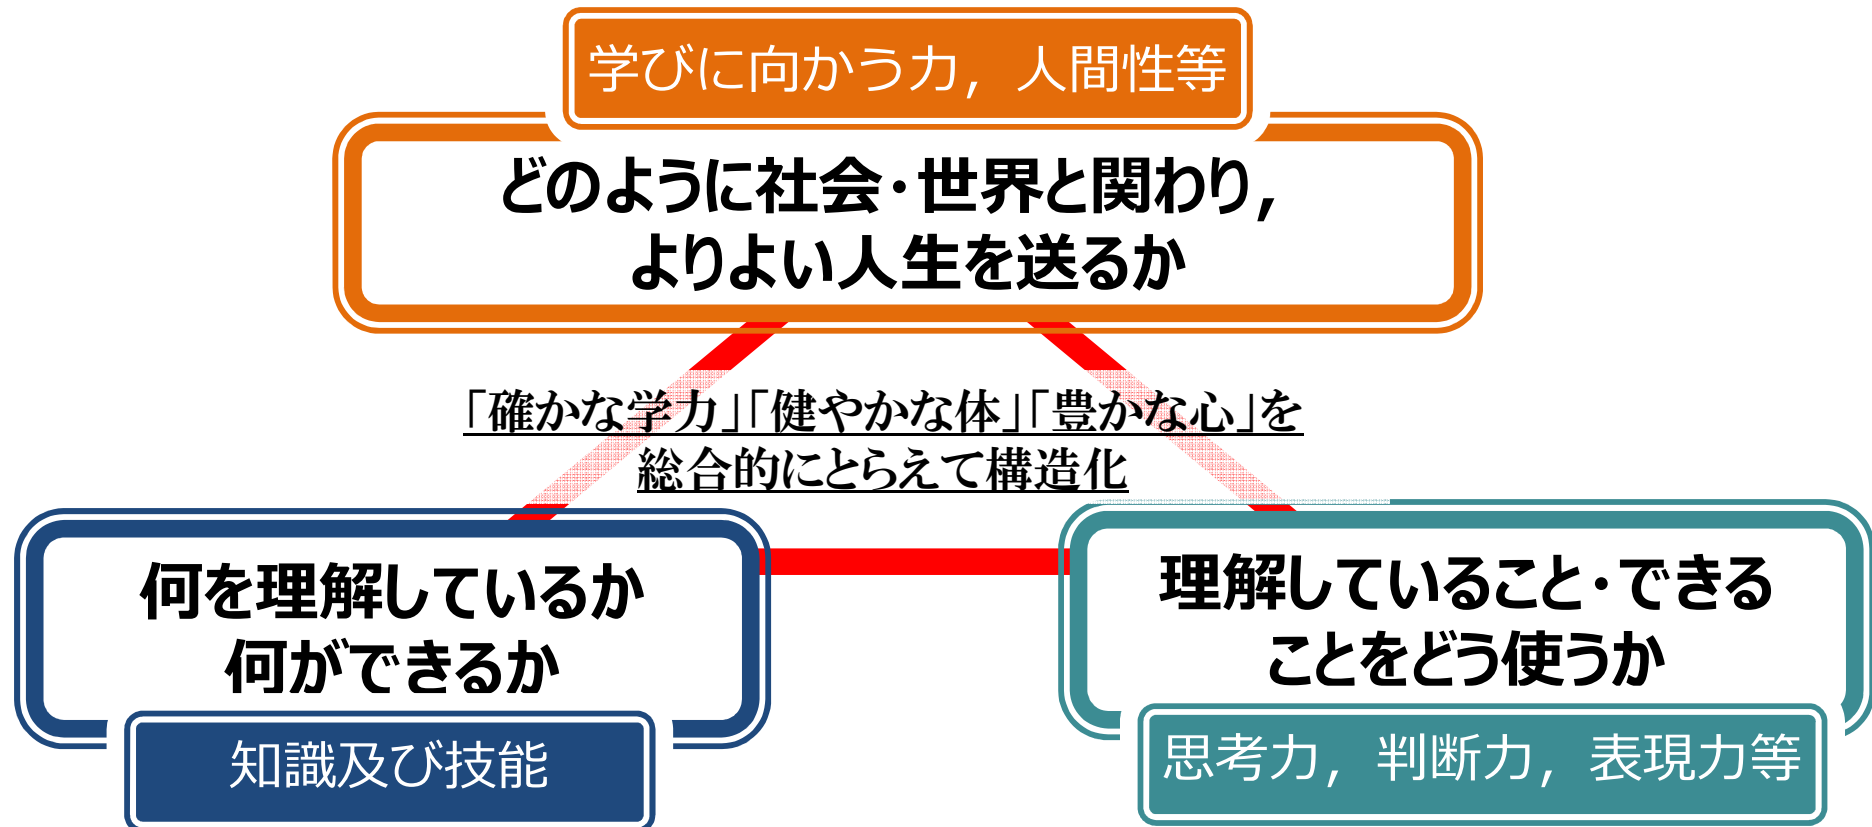 学びに向かう力，人間性等
どのように社会・世界と関わり，
よりよい人生を送るか
「確かな学力」「健やかな体」「豊かな心」を
総合的にとらえて構造化
何を理解しているか
何ができるか
知識及び技能
理解していること・できる
ことをどう使うか
思考力，判断力，表現力等